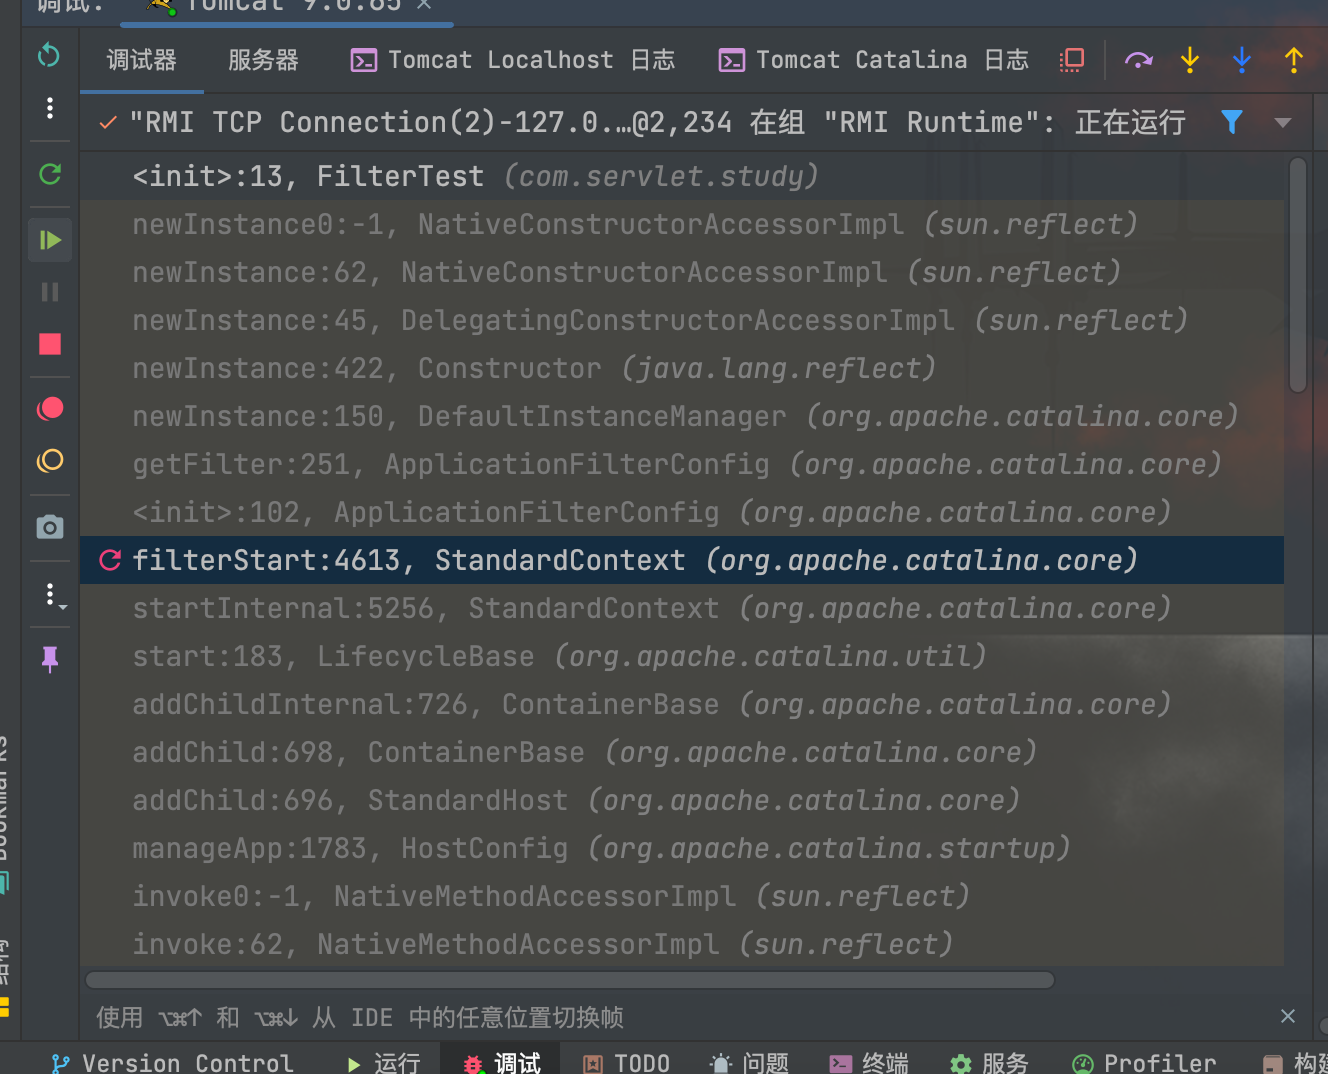 调试: Tomcat 9.0.65 ×
调试器 服务器 Tomcat Localhost 日志 Tomcat Catalina 日志
"RMI TCP Connection(2)-127.0.…@2,234 在组 "RMI Runtime": 正在运行
<init>:13, FilterTest (com.servlet.study)
newInstance0:-1, NativeConstructorAccessorImpl (sun.reflect)
newInstance:62, NativeConstructorAccessorImpl (sun.reflect)
newInstance:45, DelegatingConstructorAccessorImpl (sun.reflect)
newInstance:422, Constructor (java.lang.reflect)
newInstance:150, DefaultInstanceManager (org.apache.catalina.core)
getFilter:251, ApplicationFilterConfig (org.apache.catalina.core)
<init>:102, ApplicationFilterConfig (org.apache.catalina.core)
filterStart:4613, StandardContext (org.apache.catalina.core)
startInternal:5256, StandardContext (org.apache.catalina.core)
start:183, LifecycleBase (org.apache.catalina.util)
addChildInternal:726, ContainerBase (org.apache.catalina.core)
addChild:698, ContainerBase (org.apache.catalina.core)
addChild:696, StandardHost (org.apache.catalina.core)
manageApp:1783, HostConfig (org.apache.catalina.startup)
invoke0:-1, NativeMethodAccessorImpl (sun.reflect)
invoke:62, NativeMethodAccessorImpl (sun.reflect)
使用 ⌥⌘↑ 和 ⌥⌘↓ 从 IDE 中的任意位置切换帧
Bookmarks
结构
Version Control 运行 调试 TODO 问题 终端 服务 Profiler 构建